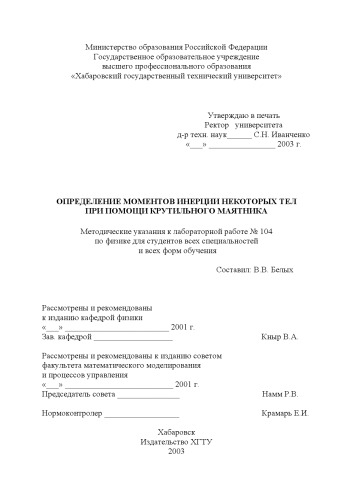 Министерство образования Российской Федерации
Государственное образовательное учреждение
высшего профессионального образования
«Хабаровский государственный технический университет»
Утверждаю в печать
Ректор университета
д-р техн. наук______ С.Н. Иванченко
«___» _________________ 2003 г.
ОПРЕДЕЛЕНИЕ МОМЕНТОВ ИНЕРЦИИ НЕКОТОРЫХ ТЕЛ
ПРИ ПОМОЩИ КРУТИЛЬНОГО МАЯТНИКА
Методические указания к лабораторной работе № 104
по физике для студентов всех специальностей
и всех форм обучения
Составил: В.В. Белых
Рассмотрены и рекомендованы
к изданию кафедрой физики
«___» ___________________________ 2001 г.
Зав. кафедрой ____________________ Кныр В.А.
Рассмотрены и рекомендованы к изданию советом
факультета математического моделирования
и процессов управления
«___» ____________________________ 2001 г.
Председатель совета ________________ Намм Р.В.
Нормоконтролер ___________________ Крамарь Е.И.
Хабаровск
Издательство ХГТУ
2003